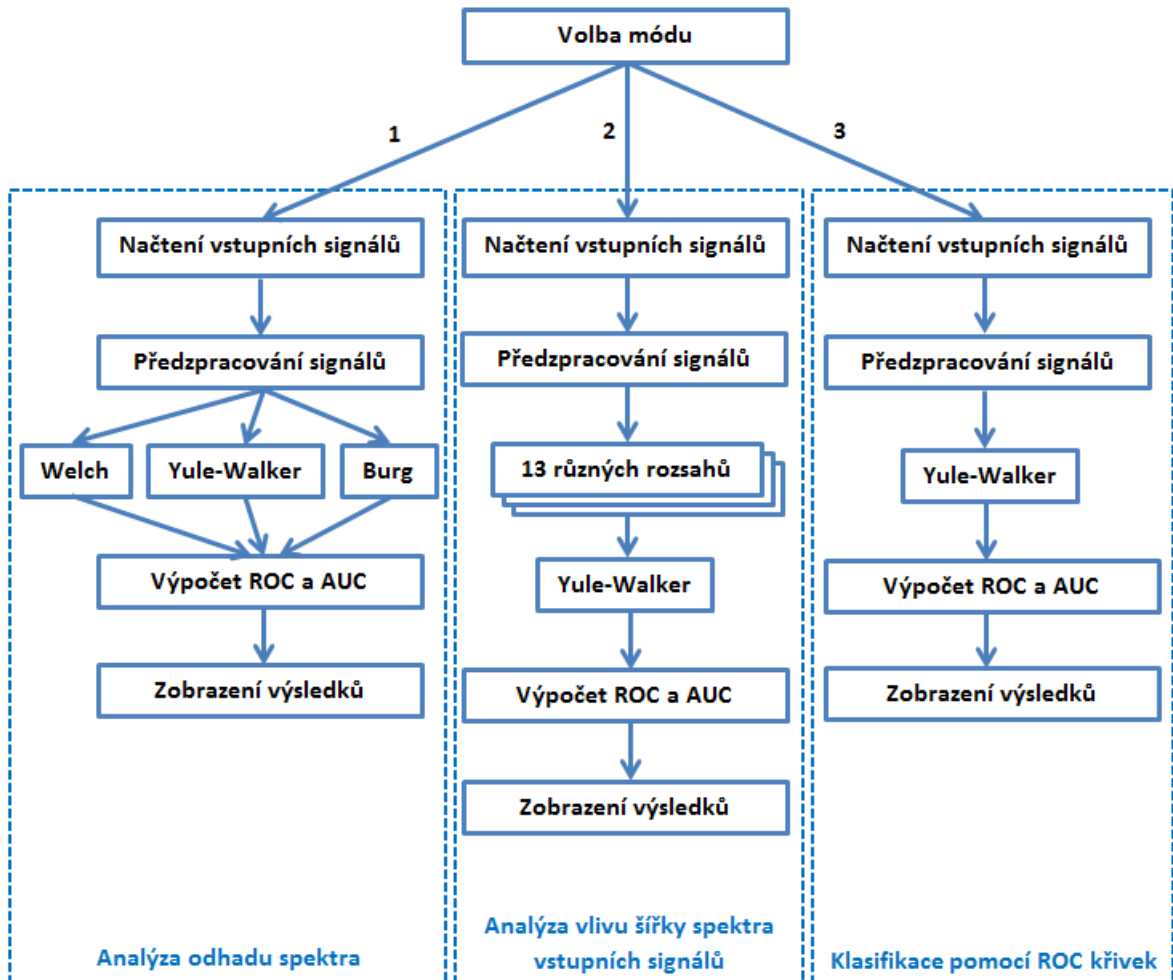 Volba módu
1
2
3
Načtení vstupních signálů
Předzpracování signálů
Welch
Yule-Walker
Burg
Výpočet ROC a AUC
Zobrazení výsledků
Analýza odhadu spektra
Načtení vstupních signálů
Předzpracování signálů
13 různých rozsahů
Yule-Walker
Výpočet ROC a AUC
Zobrazení výsledků
Analýza vlivu šířky spektra
vstupních signálů
Načtení vstupních signálů
Předzpracování signálů
Yule-Walker
Výpočet ROC a AUC
Zobrazení výsledků
Klasifikace pomocí ROC křivek